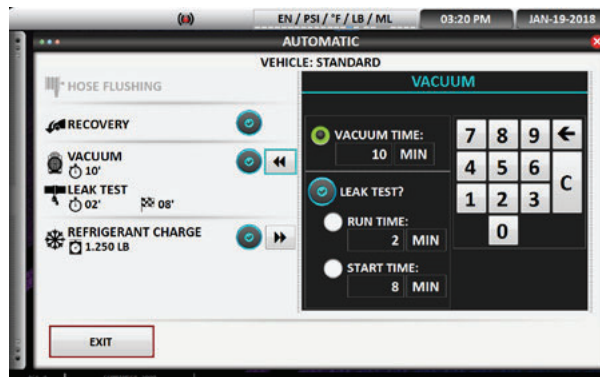 EN / PSI / °F / LB / ML
03:20 PM
JAN-19-2018
AUTOMATIC
VEHICLE: STANDARD
HOSE FLUSHING
RECOVERY
VACUUM
10'
LEAK TEST
02' 08'
REFRIGERANT CHARGE
1.250 LB
EXIT
VACUUM
VACUUM TIME:
10 MIN
LEAK TEST?
RUN TIME:
2 MIN
START TIME:
8 MIN
7 8 9
4 5 6 C
1 2 3
0